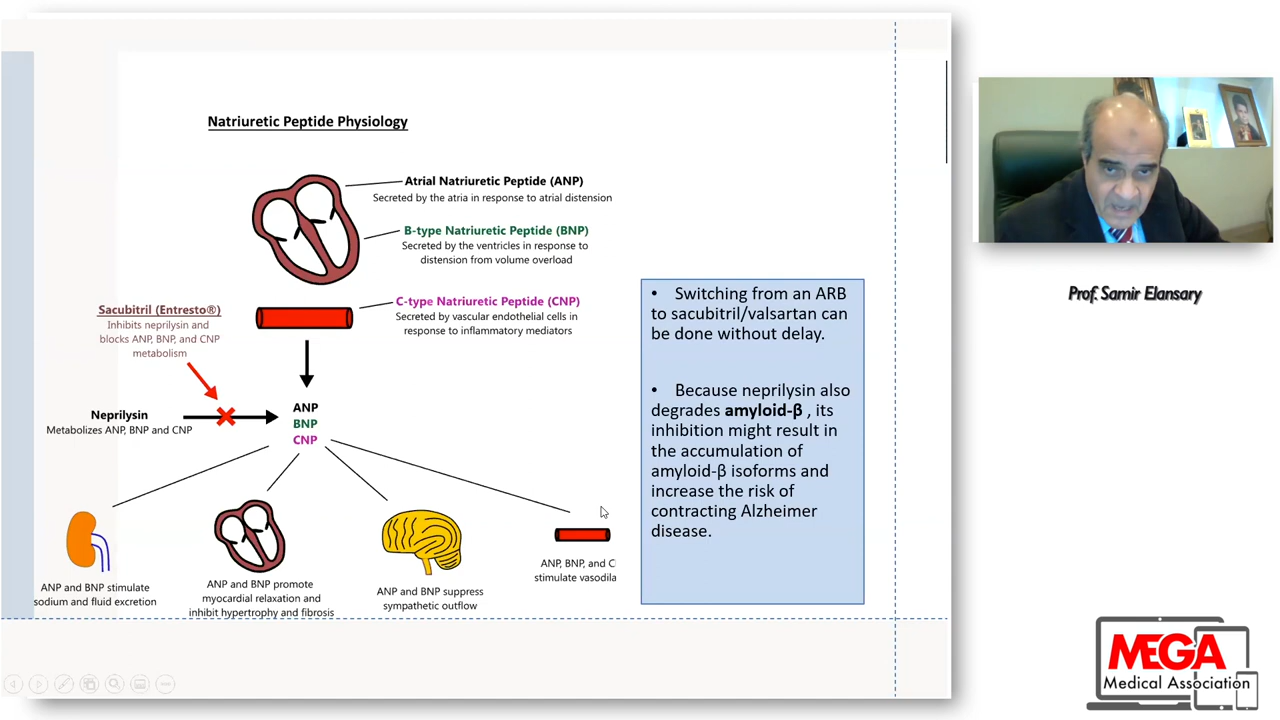 Natriuretic Peptide Physiology
Atrial Natriuretic Peptide (ANP)
Secreted by the atria in response to atrial distension
B-type Natriuretic Peptide (BNP)
Secreted by the ventricles in response to
distension from volume overload
C-type Natriuretic Peptide (CNP)
Secreted by vascular endothelial cells in
response to inflammatory mediators
Sacubitril (Entresto®)
Inhibits neprilysin and
blocks ANP, BNP, and CNP
metabolism
Neprilysin
Metabolizes ANP, BNP and CNP
ANP
BNP
CNP
ANP and BNP stimulate
sodium and fluid excretion
ANP and BNP promote
myocardial relaxation and
inhibit hypertrophy and fibrosis
ANP and BNP suppress
sympathetic outflow
ANP, BNP, and C
stimulate vasodila
• Switching from an ARB
to sacubitril/valsartan can
be done without delay.
• Because neprilysin also
degrades amyloid-β , its
inhibition might result in
the accumulation of
amyloid-β isoforms and
increase the risk of
contracting Alzheimer
disease.
Prof. Samir Elansary
MEGA
Medical Association